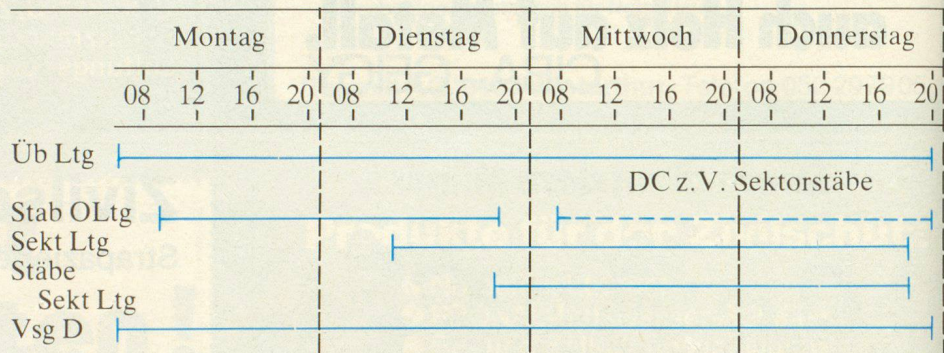 Montag Dienstag Mittwoch Donnerstag
08 12 16 20 08 12 16 20 08 12 16 20 08 12 16 20
Üb Ltg
DC z.V. Sektorstäbe
Stab OLtg
Sekt Ltg
Stäbe
Sekt Ltg
Vsg D